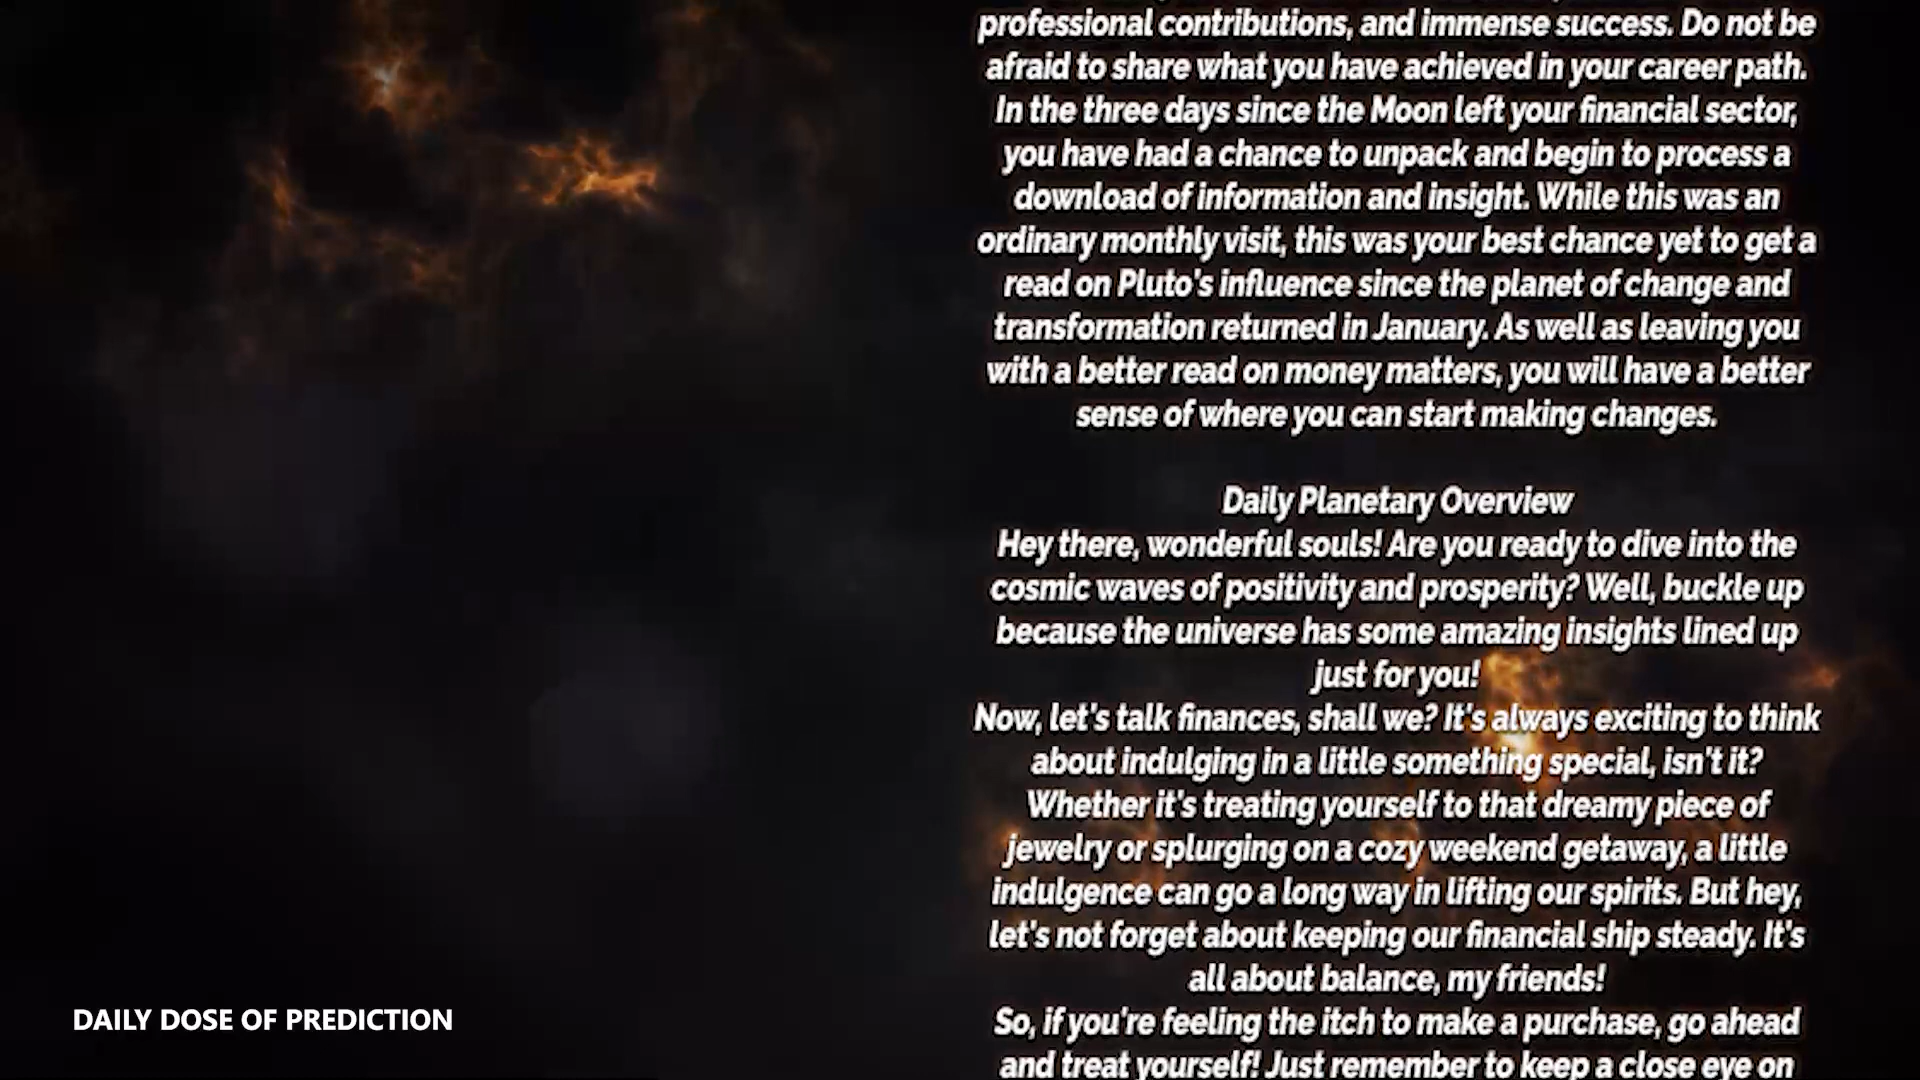 professional contributions, and immense success. Do not be
afraid to share what you have achieved in your career path.
In the three days since the Moon left your financial sector,
you have had a chance to unpack and begin to process a
download of information and insight. While this was an
ordinary monthly visit, this was your best chance yet to get a
read on Pluto's influence since the planet of change and
transformation returned in January. As well as leaving you
with a better read on money matters, you will have a better
sense of where you can start making changes.
Daily Planetary Overview
Hey there, wonderful souls! Are you ready to dive into the
cosmic waves of positivity and prosperity? Well, buckle up
because the universe has some amazing insights lined up
just for you!
Now, let's talk finances, shall we? It's always exciting to think
about indulging in a little something special, isn't it?
Whether it's treating yourself to that dreamy piece of
jewelry or splurging on a cozy weekend getaway, a little
indulgence can go a long way in lifting our spirits. But hey,
let's not forget about keeping our financial ship steady. It's
all about balance, my friends!
So, if you're feeling the itch to make a purchase, go ahead
and treat yourself! Just remember to keep a close eye on
DAILY DOSE OF PREDICTION